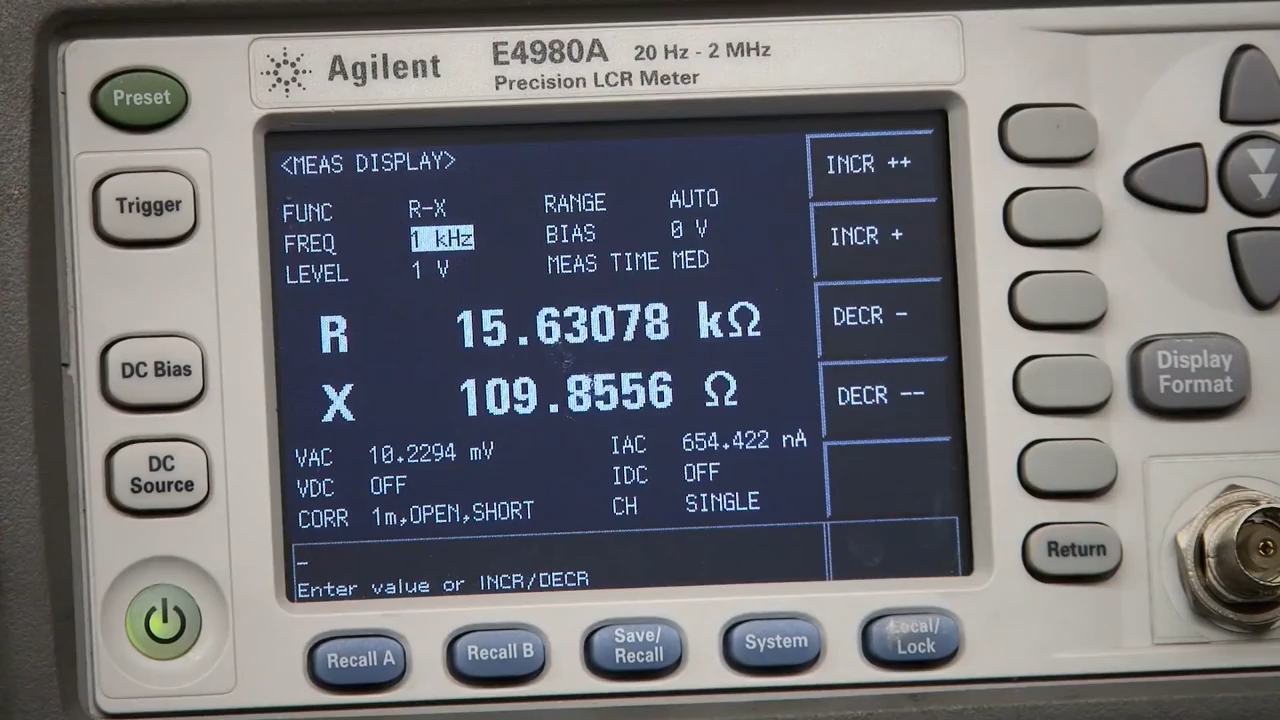 Agilent E4980A 20 Hz - 2 MHz
Precision LCR Meter
Preset
Trigger
DC Bias
DC
Source
<MEAS DISPLAY>
FUNC R-X RANGE AUTO
FREQ 1 kHz BIAS 0 V
LEVEL 1 V MEAS TIME MED
R 15.63078 kΩ
X 109.8556 Ω
VAC 10.2294 mV IAC 654.422 nA
VDC OFF IDC OFF
CORR 1m,OPEN,SHORT CH SINGLE
Enter value or INCR/DECR
INCR ++
INCR +
DECR -
DECR --
Display
Format
Return
Recall A
Recall B
Save/
Recall
System
Local/
Lock